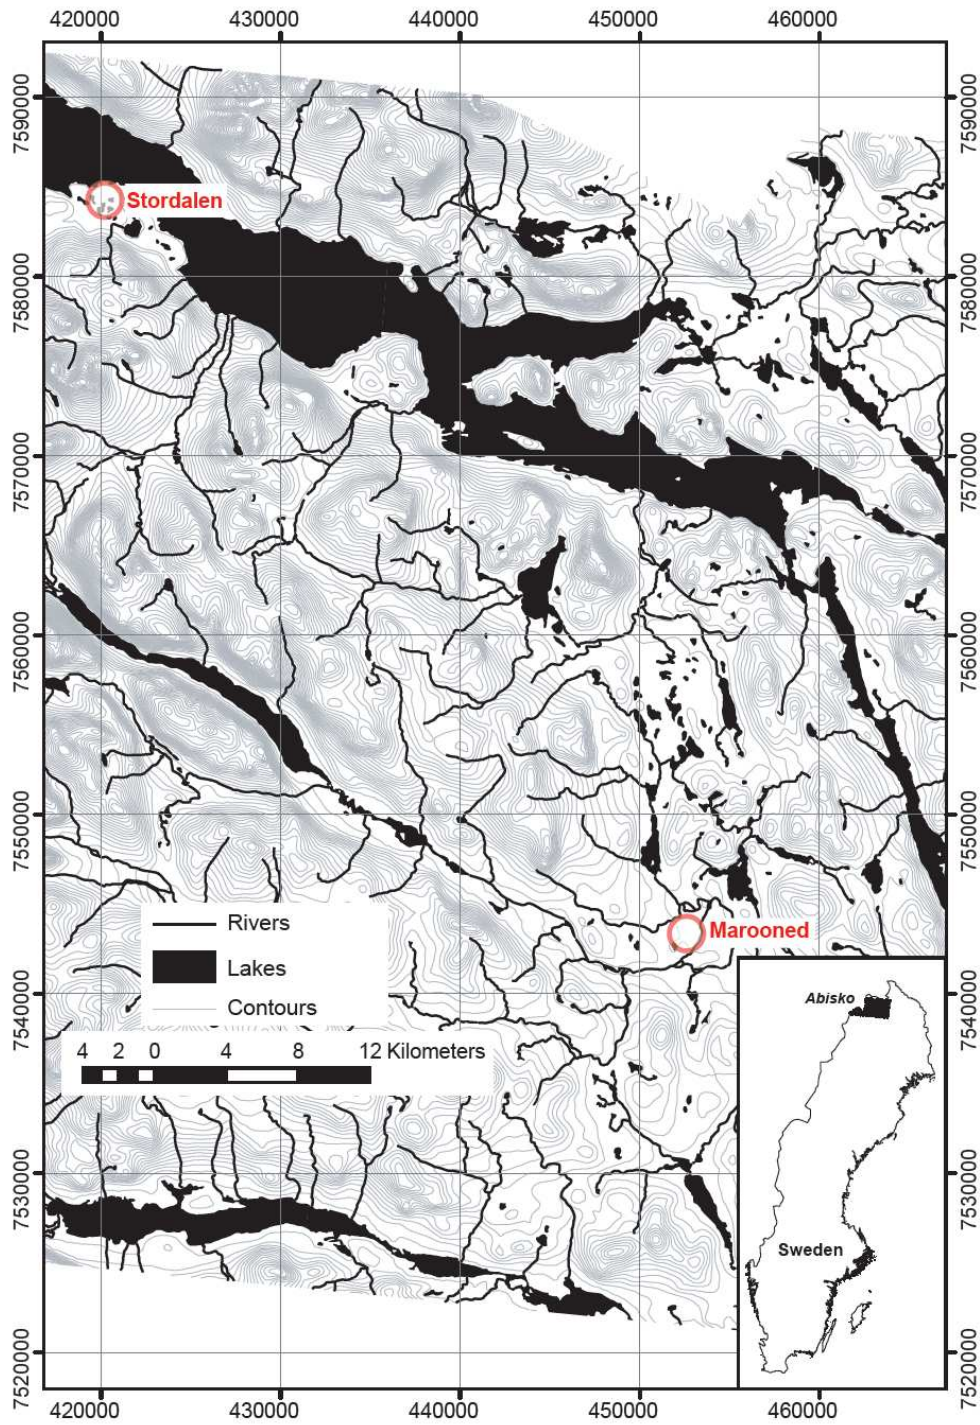 420000 430000 440000 450000 460000
7590000 7590000
Stordalen
7580000 7580000
7570000 7570000
7560000 7560000
7550000 7550000
Rivers
Marooned
Lakes
Contours
7540000 7540000
Abisko
4 2 0 4 8 12 Kilometers
7530000 7530000
Sweden
7520000 7520000
420000 430000 440000 450000 460000